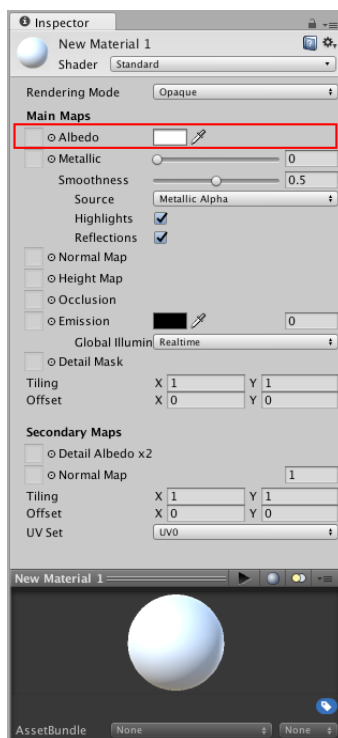 Inspector
New Material 1
Shader Standard
Rendering Mode Opaque
Main Maps
Albedo
Metallic 0
Smoothness 0.5
Source Metallic Alpha
Highlights
Reflections
Normal Map
Height Map
Occlusion
Emission 0
Global Illumin Realtime
Detail Mask
Tiling X 1 Y 1
Offset X 0 Y 0
Secondary Maps
Detail Albedo x2
Normal Map 1
Tiling X 1 Y 1
Offset X 0 Y 0
UV Set UV0
New Material 1
AssetBundle None None